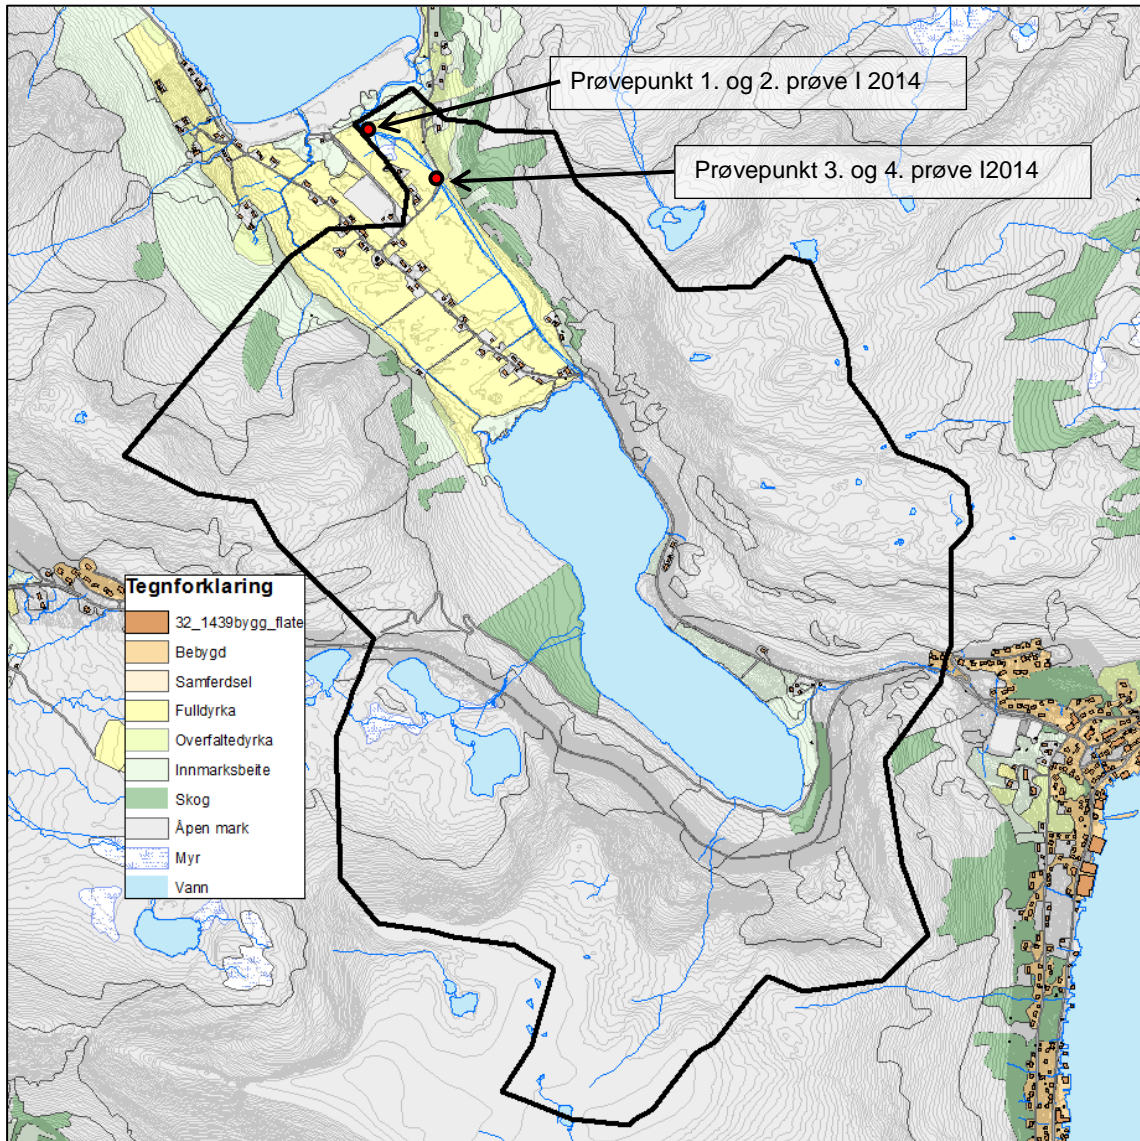 Prøvepunkt 1. og 2. prøve I 2014
Prøvepunkt 3. og 4. prøve I2014
Tegnforklaring
32_1439bygg_flate
Bebygd
Samferdsel
Fulldyrka
Overfaltedyrka
Innmarksbeite
Skog
Åpen mark
Myr
Vann